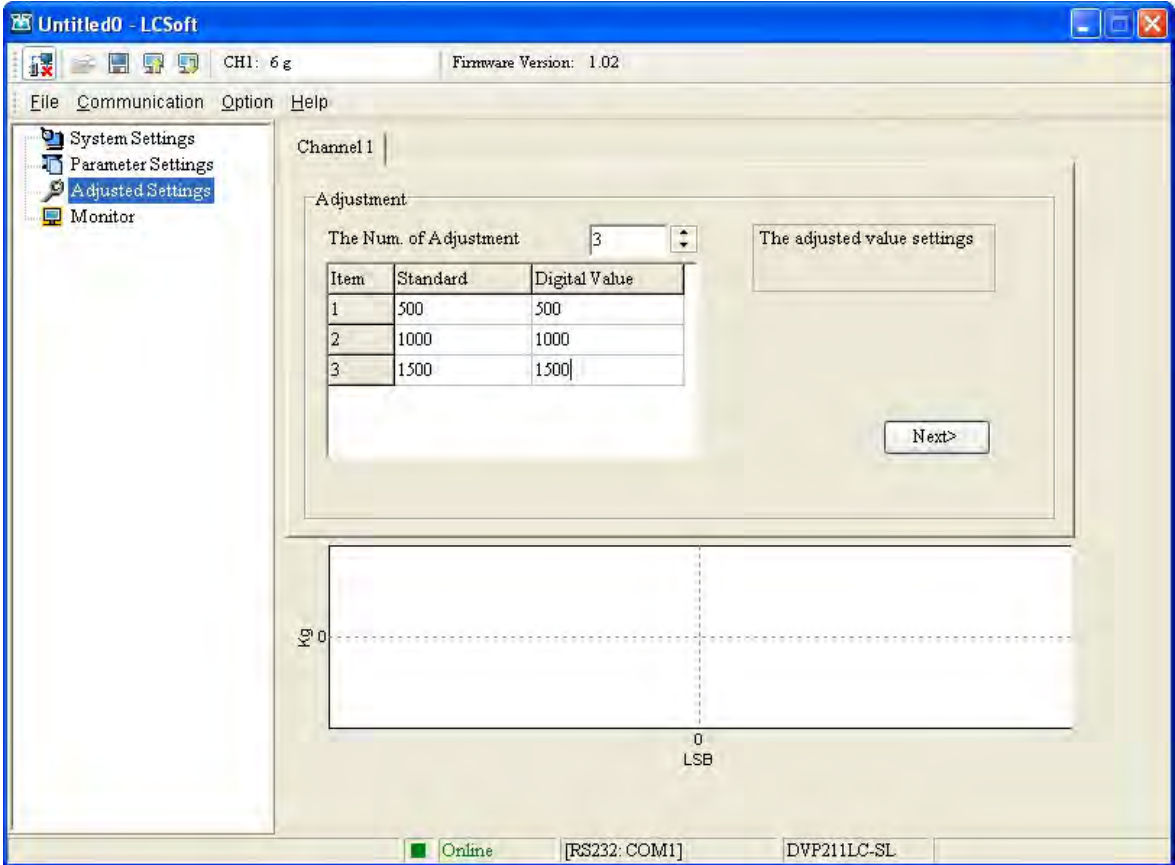 Untitled0 - LCSoft
CH1: 6 g Firmware Version: 1.02
File Communication Option Help
System Settings
Parameter Settings
Adjusted Settings
Monitor
Channel 1
Adjustment
The Num. of Adjustment 3
The adjusted value settings
Item Standard Digital Value
1 500 500
2 1000 1000
3 1500 1500
Next>
Kg
0
0
LSB
Online [RS232: COM1] DVP211LC-SL